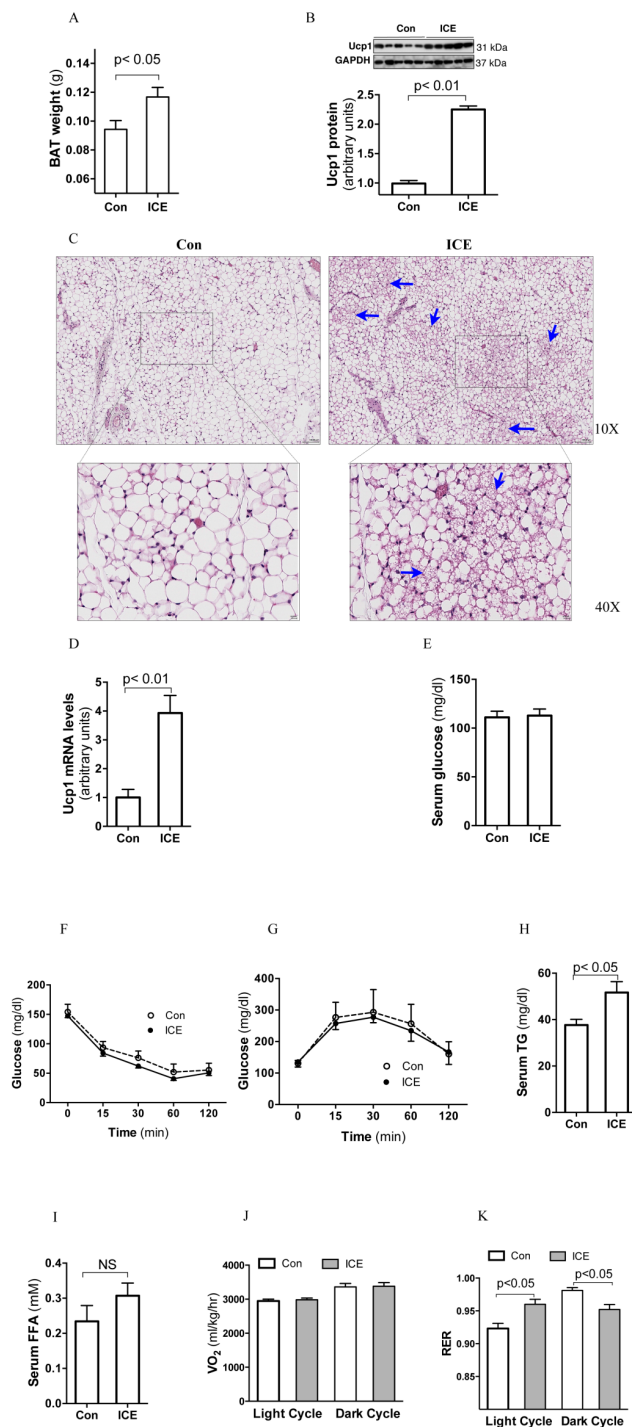 A
p< 0.05
BAT weight (g)
0.12
0.10
0.08
0.06
Con ICE
B
Con ICE
Ucp1 31 kDa
GAPDH 37 kDa
p< 0.01
Ucp1 protein
(arbitrary units)
2.5
2.0
1.5
1.0
Con ICE
C
Con ICE
10X
40X
D
p< 0.01
Ucp1 mRNA levels
(arbitrary units)
5
4
3
2
1
0
Con ICE
E
Serum glucose (mg/dl)
150
100
50
0
Con ICE
F
Glucose (mg/dl)
200
150
100
50
0
Con
ICE
0 15 30 60 120
Time (min)
G
Glucose (mg/dl)
400
300
200
100
0
Con
ICE
0 15 30 60 120
Time (min)
H
p< 0.05
Serum TG (mg/dl)
60
40
20
0
Con ICE
I
NS
Serum FFA (mM)
0.4
0.3
0.2
0.1
0.0
Con ICE
J
Con ICE
VO2 (ml/kg/hr)
4000
3000
2000
1000
0
Light Cycle Dark Cycle
K
Con ICE
p<0.05 p<0.05
RER
1.00
0.95
0.90
0.85
Light Cycle Dark Cycle